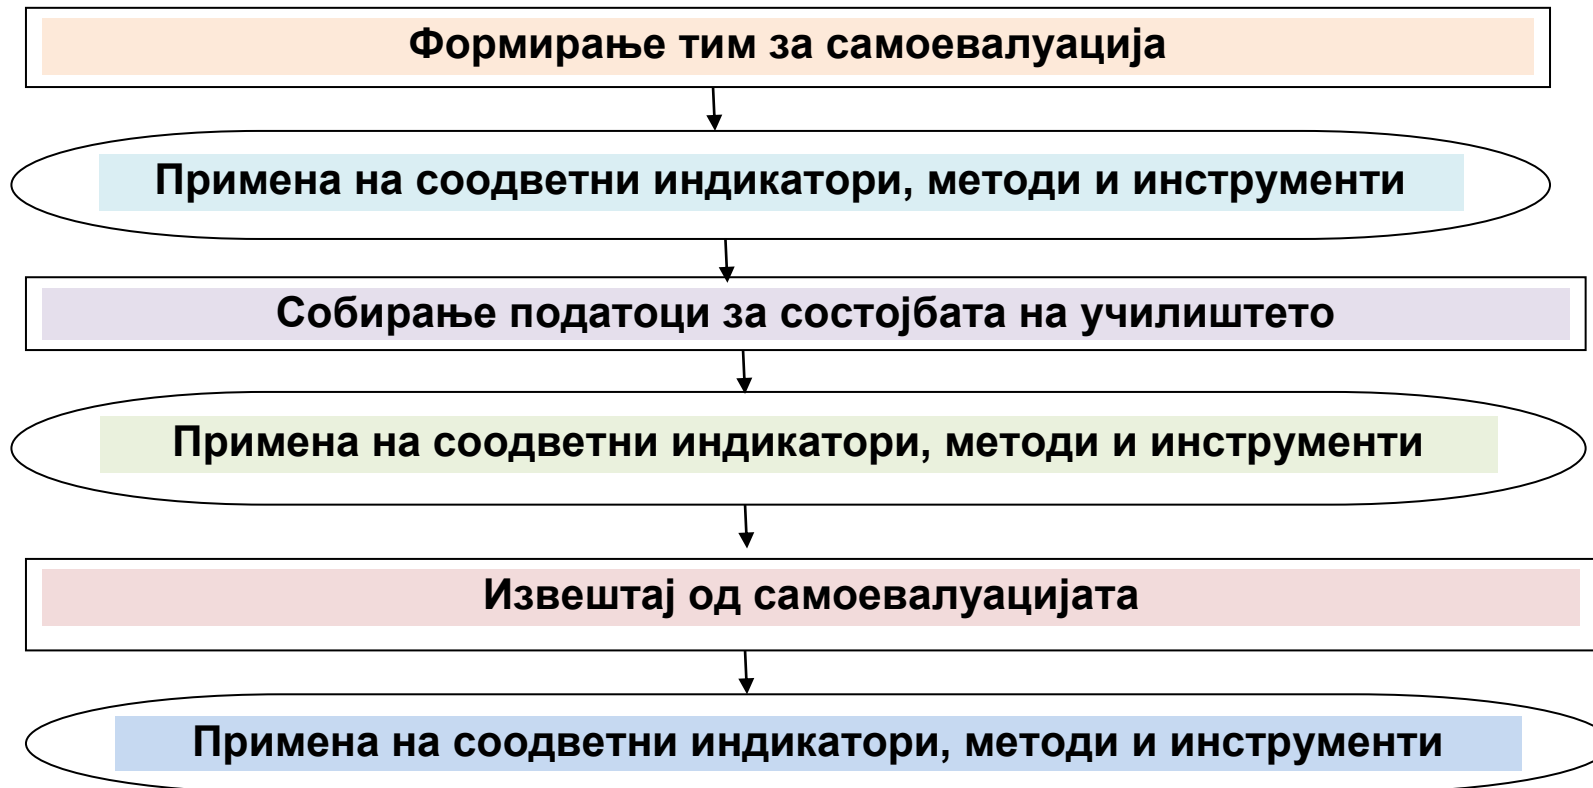 Формирање тим за самоевалуација
Примена на соодветни индикатори, методи и инструменти
Собирање податоци за состојбата на училиштето
Примена на соодветни индикатори, методи и инструменти
Извештај од самоевалуацијата
Примена на соодветни индикатори, методи и инструменти